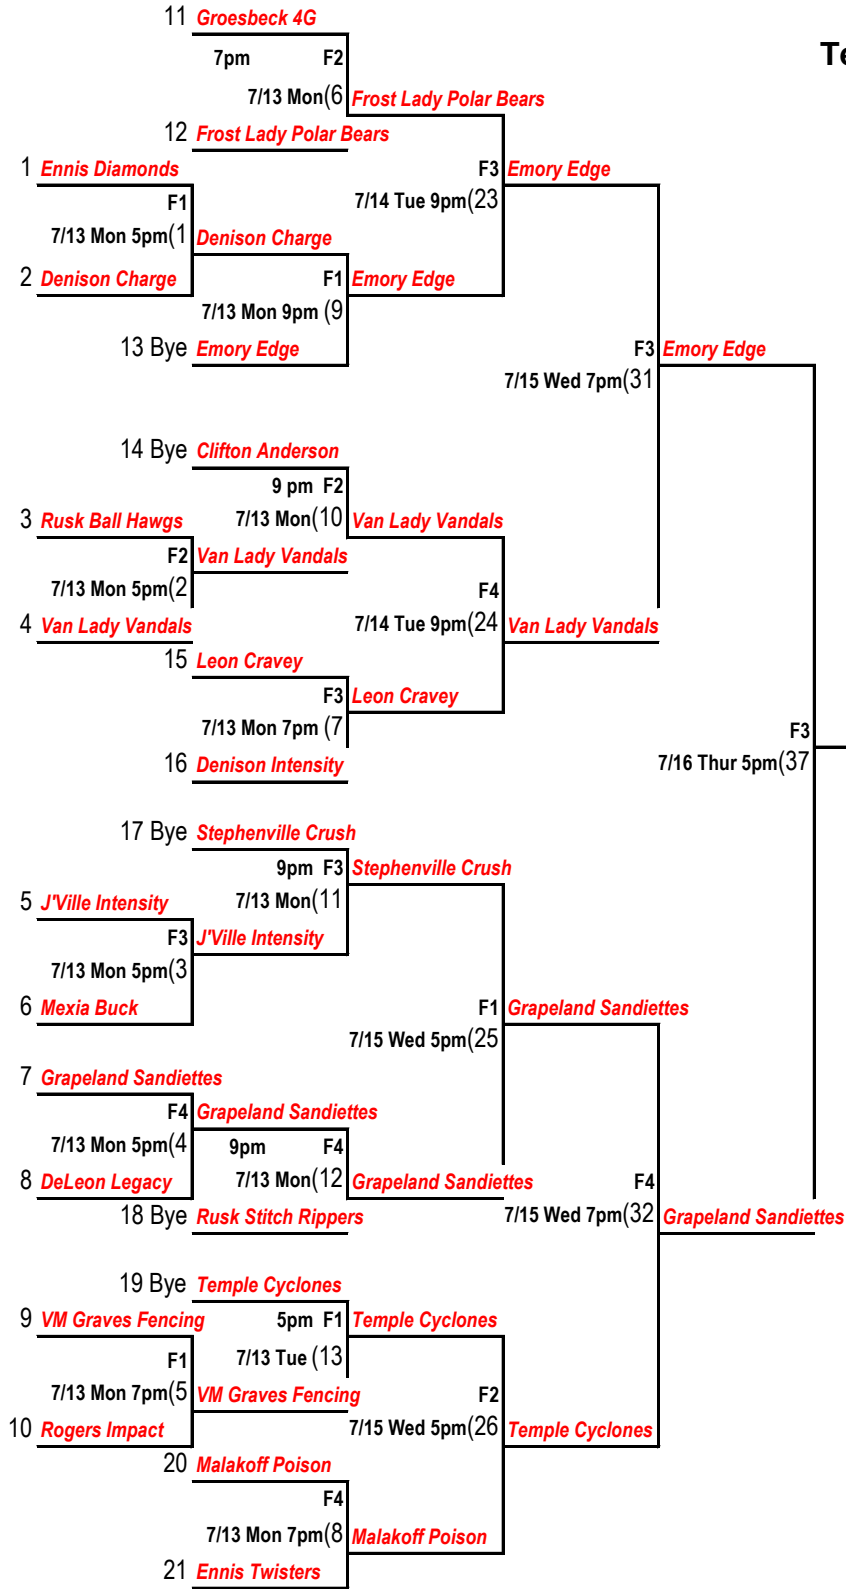 11 Groesbeck 4G
Te
7pm F2
7/13 Mon(6 Frost Lady Polar Bears
12 Frost Lady Polar Bears
1 Ennis Diamonds
F3 Emory Edge
7/14 Tue 9pm(23
F1
7/13 Mon 5pm(1 Denison Charge
2 Denison Charge
F1 Emory Edge
7/13 Mon 9pm (9
13 Bye Emory Edge
F3 Emory Edge
7/15 Wed 7pm(31
14 Bye Clifton Anderson
9 pm F2
7/13 Mon(10 Van Lady Vandals
3 Rusk Ball Hawgs
F2 Van Lady Vandals
7/13 Mon 5pm(2
F4
7/14 Tue 9pm(24 Van Lady Vandals
4 Van Lady Vandals
15 Leon Cravey
F3 Leon Cravey
7/13 Mon 7pm (7
F3
7/16 Thur 5pm(37
16 Denison Intensity
17 Bye Stephenville Crush
9pm F3 Stephenville Crush
7/13 Mon(11
5 J'Ville Intensity
F3 J'Ville Intensity
7/13 Mon 5pm(3
6 Mexia Buck
F1 Grapeland Sandiettes
7/15 Wed 5pm(25
7 Grapeland Sandiettes
F4 Grapeland Sandiettes
7/13 Mon 5pm(4
9pm F4
7/13 Mon(12 Grapeland Sandiettes
8 DeLeon Legacy
F4
7/15 Wed 7pm(32 Grapeland Sandiettes
18 Bye Rusk Stitch Rippers
19 Bye Temple Cyclones
9 VM Graves Fencing
5pm F1 Temple Cyclones
7/13 Tue (13
F1
7/13 Mon 7pm(5 VM Graves Fencing
F2
7/15 Wed 5pm(26 Temple Cyclones
10 Rogers Impact
20 Malakoff Poison
F4
7/13 Mon 7pm(8 Malakoff Poison
21 Ennis Twisters